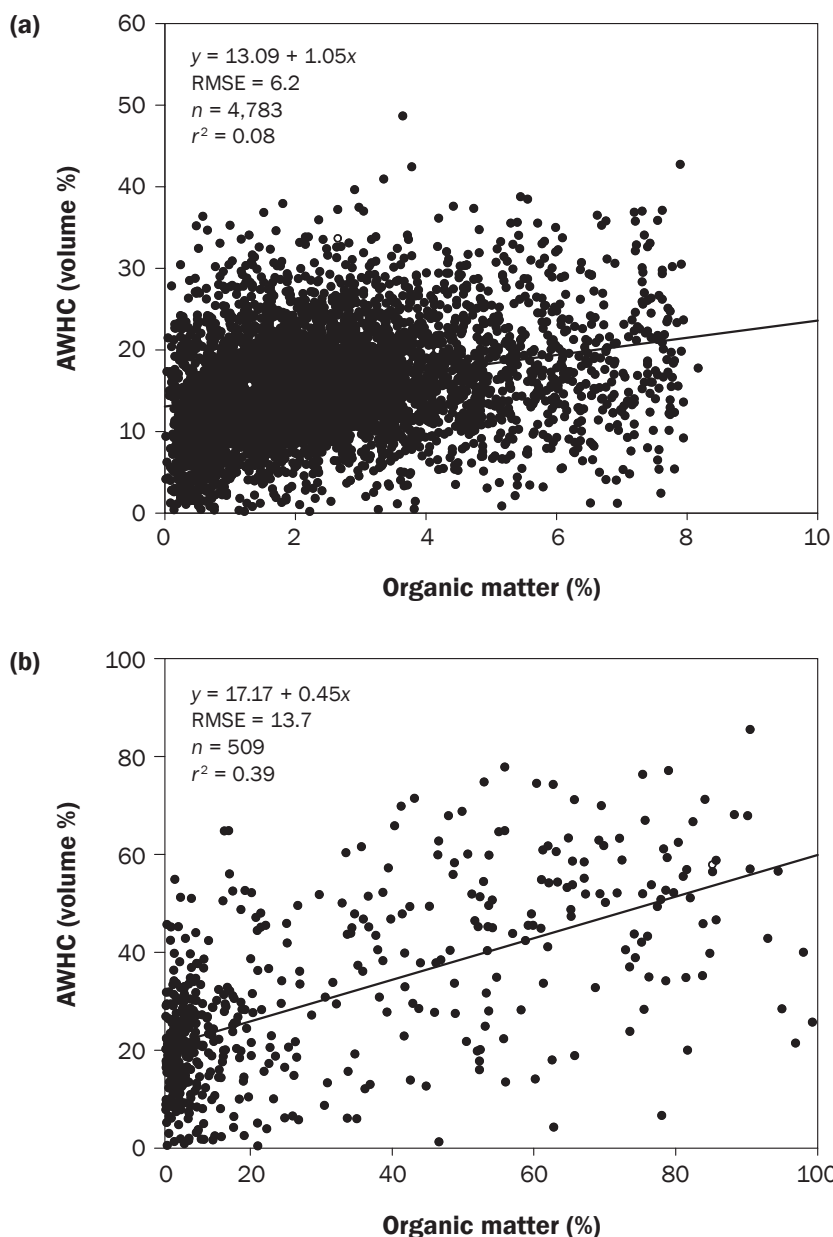 (a)
60
50
40
30
20
10
0
AWHC (volume %)
y = 13.09 + 1.05x
RMSE = 6.2
n = 4,783
r² = 0.08
0 2 4 6 8 10
Organic matter (%)
(b)
100
80
60
40
20
0
AWHC (volume %)
y = 17.17 + 0.45x
RMSE = 13.7
n = 509
r² = 0.39
0 20 40 60 80 100
Organic matter (%)